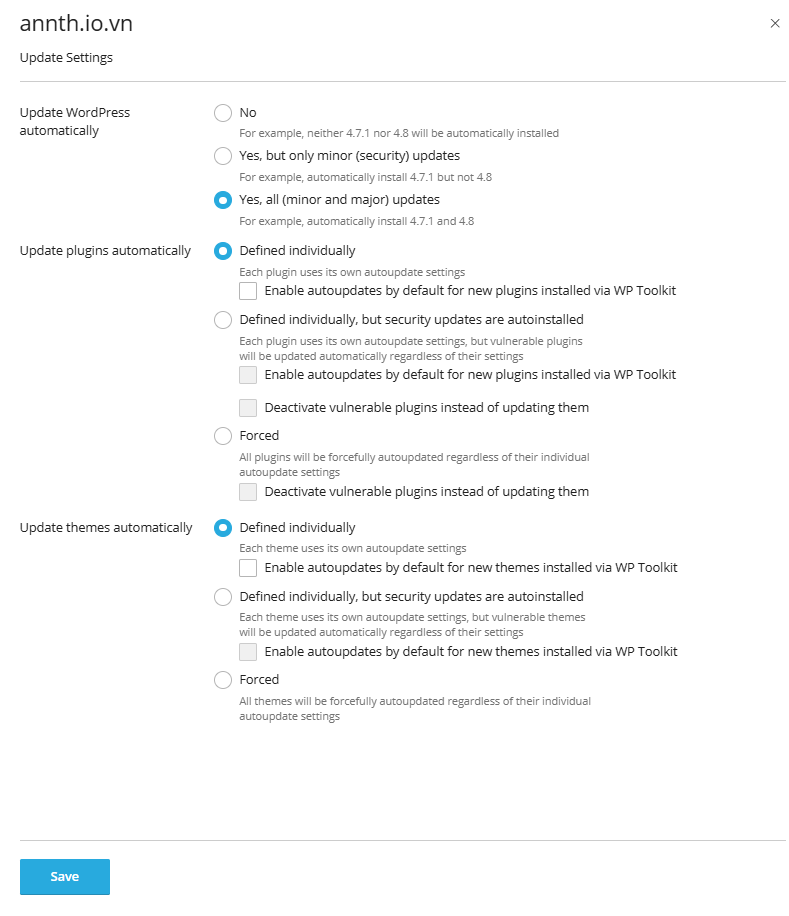 annth.io.vn
Update Settings
Update WordPress
automatically
No
For example, neither 4.7.1 nor 4.8 will be automatically installed
Yes, but only minor (security) updates
For example, automatically install 4.7.1 but not 4.8
Yes, all (minor and major) updates
For example, automatically install 4.7.1 and 4.8
Update plugins automatically
Defined individually
Each plugin uses its own autoupdate settings
Enable autoupdates by default for new plugins installed via WP Toolkit
Defined individually, but security updates are autoinstalled
Each plugin uses its own autoupdate settings, but vulnerable plugins
will be updated automatically regardless of their settings
Enable autoupdates by default for new plugins installed via WP Toolkit
Deactivate vulnerable plugins instead of updating them
Forced
All plugins will be forcefully autoupdated regardless of their individual
autoupdate settings
Deactivate vulnerable plugins instead of updating them
Update themes automatically
Defined individually
Each theme uses its own autoupdate settings
Enable autoupdates by default for new themes installed via WP Toolkit
Defined individually, but security updates are autoinstalled
Each theme uses its own autoupdate settings, but vulnerable themes
will be updated automatically regardless of their settings
Enable autoupdates by default for new themes installed via WP Toolkit
Forced
All themes will be forcefully autoupdated regardless of their individual
autoupdate settings
Save